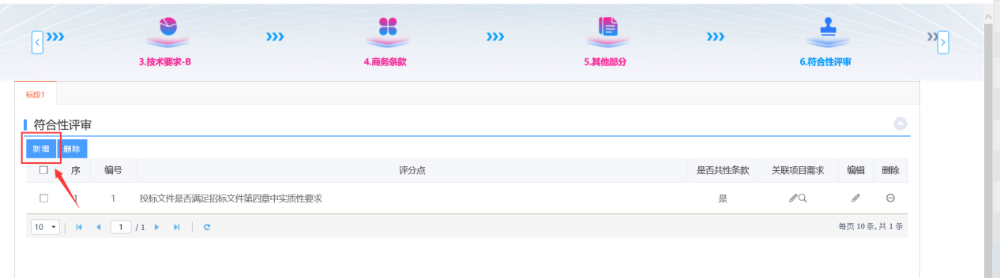 3.技术要求-B
4.商务条款
5.其他部分
6.符合性评审
标段1
符合性评审
新增 删除
序 编号 评分点 是否共性条款 关联项目需求 编辑 删除
1 1 投标文件是否满足招标文件第四章中实质性要求 是
10 1 / 1 每页 10 条, 共 1 条